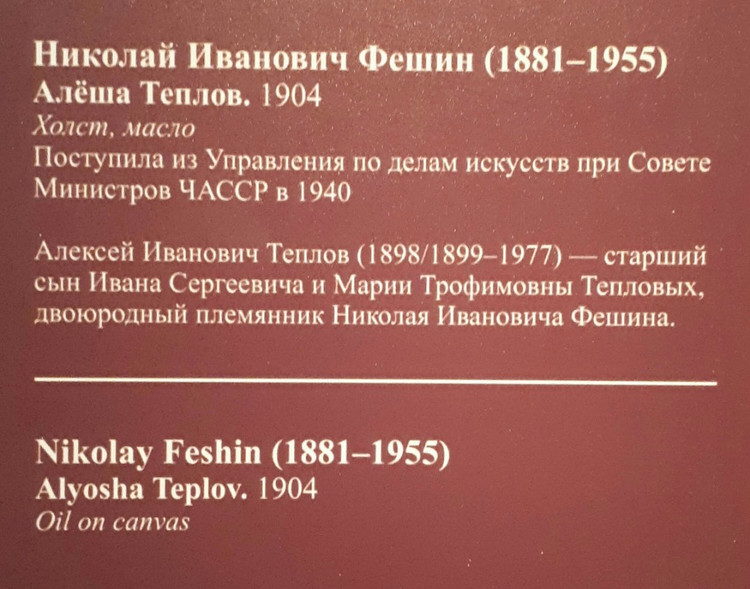 Николай Иванович Фешин (1881–1955)
Алёша Теплов. 1904
Холст, масло
Поступила из Управления по делам искусств при Совете
Министров ЧАССР в 1940
Алексей Иванович Теплов (1898/1899–1977) — старший
сын Ивана Сергеевича и Марии Трофимовны Тепловых,
двоюродный племянник Николая Ивановича Фешина.
Nikolay Feshin (1881–1955)
Alyosha Teplov. 1904
Oil on canvas